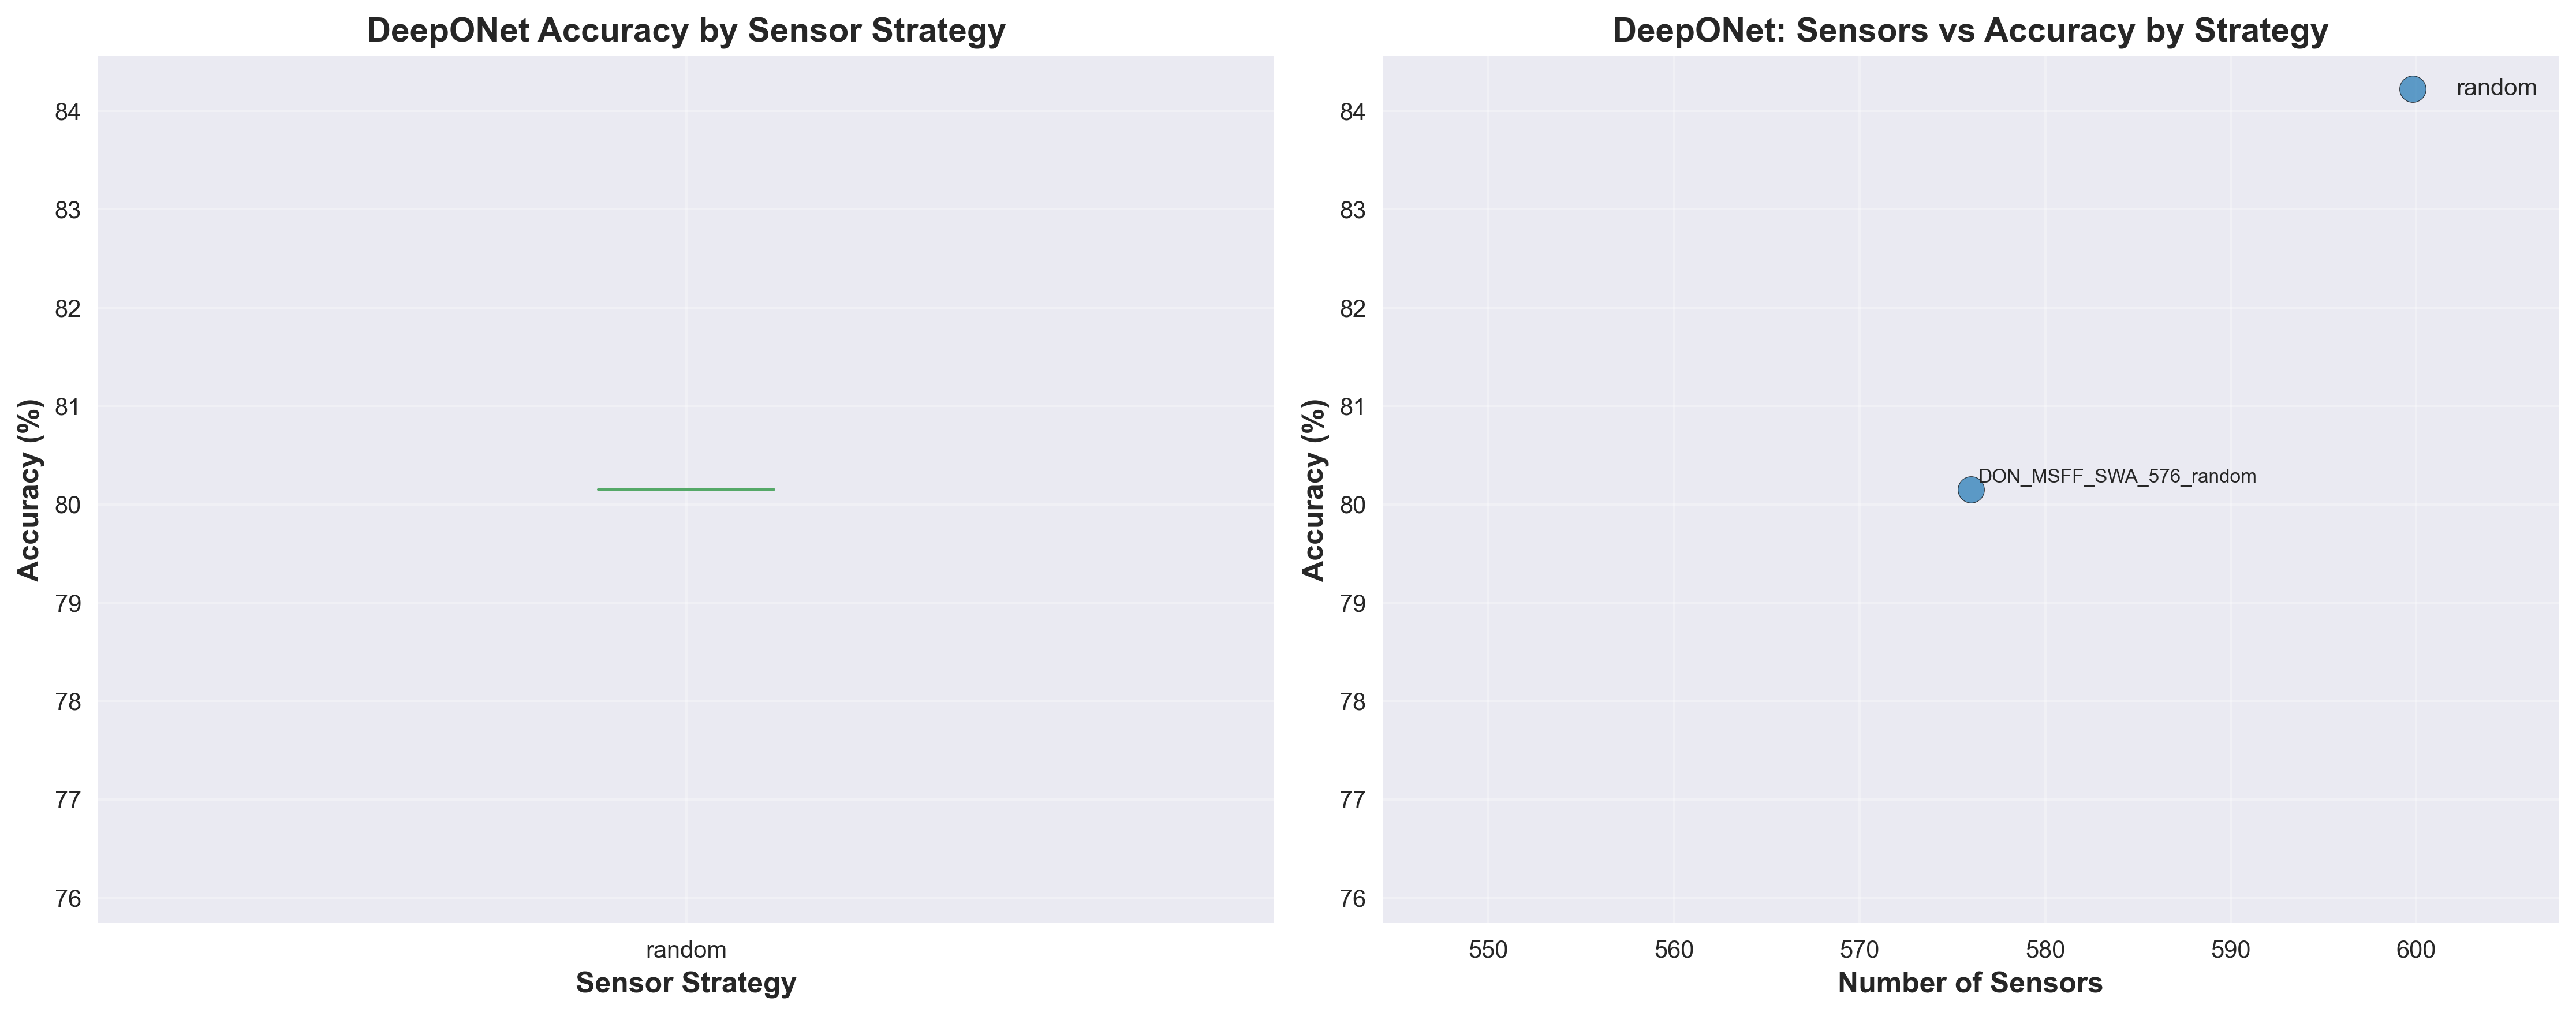 DeepONet Accuracy by Sensor Strategy
Accuracy (%)
84
83
82
81
80
79
78
77
76
random
Sensor Strategy
DeepONet: Sensors vs Accuracy by Strategy
Accuracy (%)
84
83
82
81
80
79
78
77
76
random
DON_MSFF_SWA_576_random
550 560 570 580 590 600
Number of Sensors